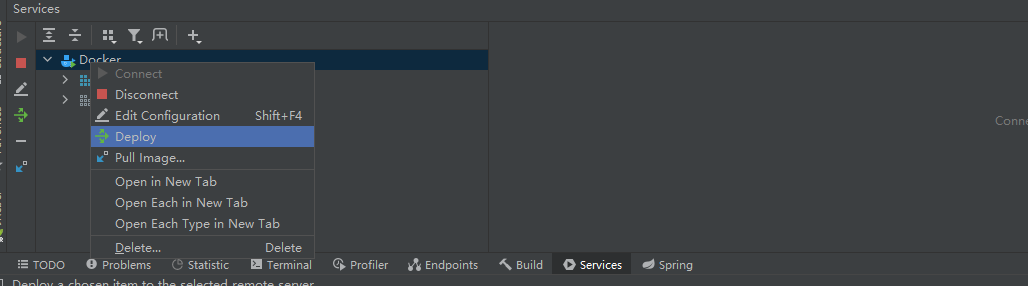 Services
Docker
Connect
Disconnect
Edit Configuration Shift+F4
Deploy
Pull Image...
Open in New Tab
Open Each in New Tab
Open Each Type in New Tab
Delete... Delete
Conne
TODO Problems Statistic Terminal Profiler Endpoints Build Services Spring
Deploy a chosen item to the selected remote server